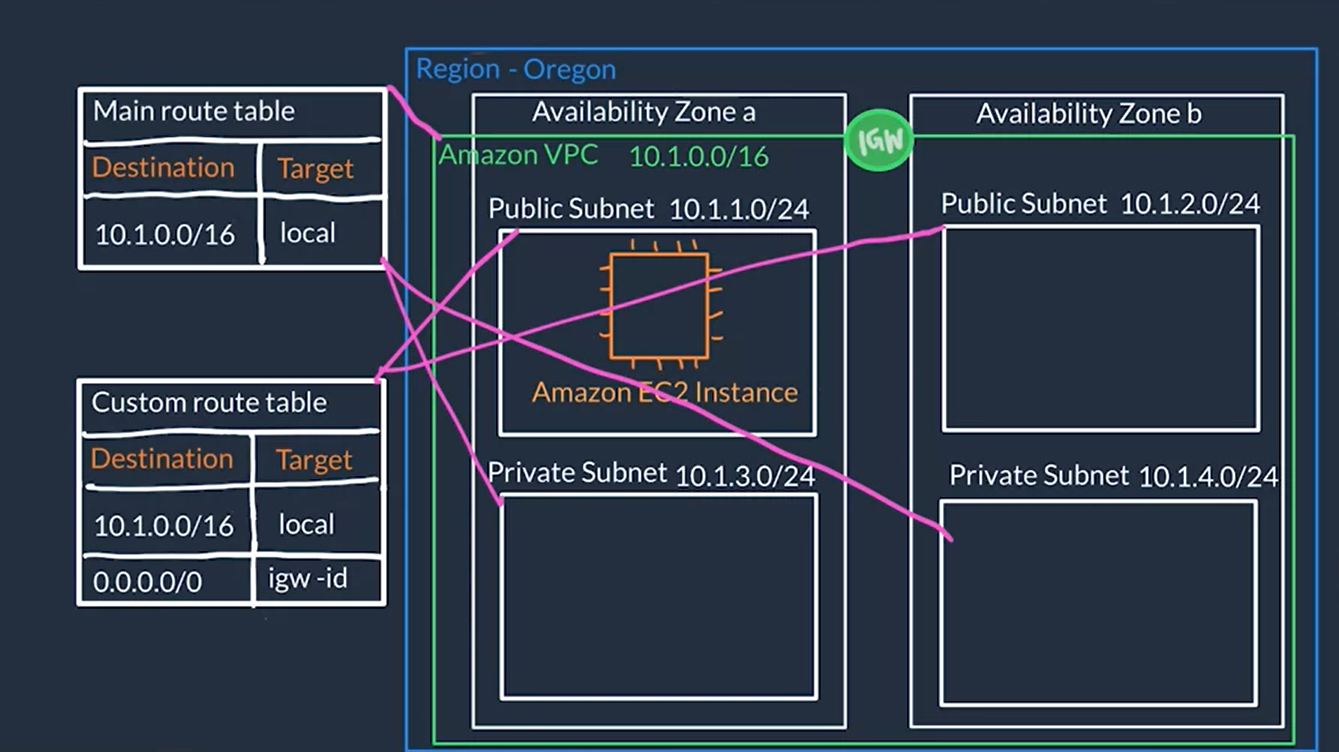 Region - Oregon
Main route table
Destination Target
10.1.0.0/16 local
Custom route table
Destination Target
10.1.0.0/16 local
0.0.0.0/0 igw -id
Availability Zone a
Amazon VPC 10.1.0.0/16
IGW
Public Subnet 10.1.1.0/24
Amazon EC2 Instance
Private Subnet 10.1.3.0/24
Availability Zone b
Public Subnet 10.1.2.0/24
Private Subnet 10.1.4.0/24